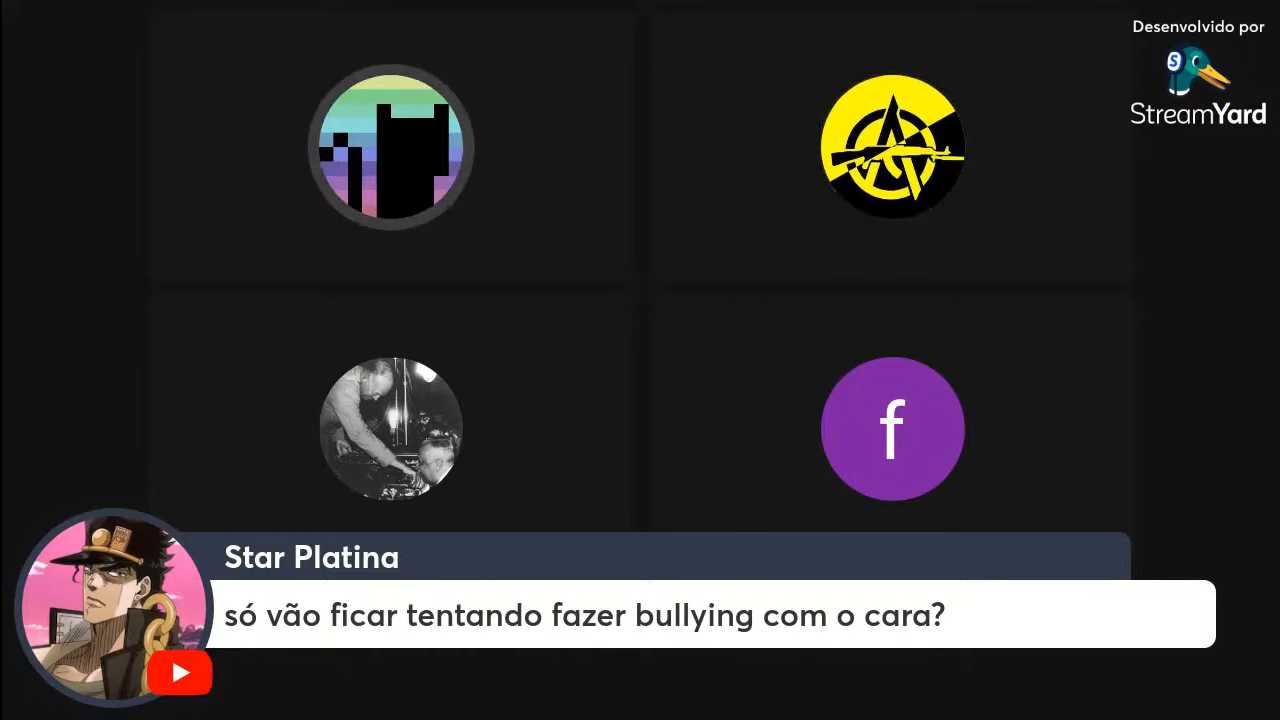 Desenvolvido por
S
StreamYard
f
Star Platina
só vão ficar tentando fazer bullying com o cara?